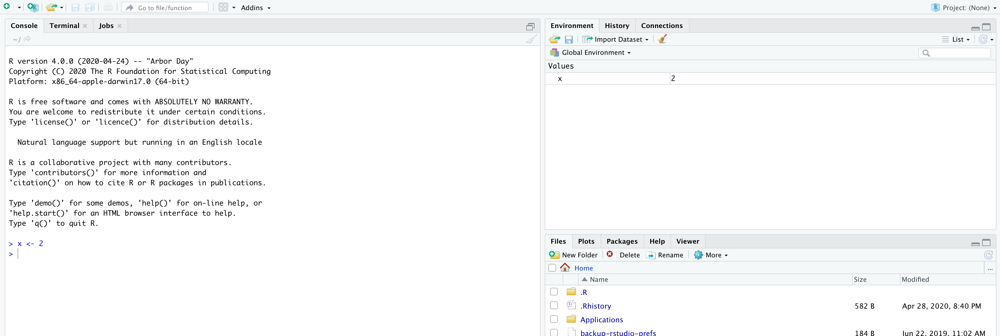 Go to file/function
Addins
Project: (None)
Console Terminal Jobs
~/
R version 4.0.0 (2020-04-24) -- "Arbor Day"
Copyright (C) 2020 The R Foundation for Statistical Computing
Platform: x86_64-apple-darwin17.0 (64-bit)
R is free software and comes with ABSOLUTELY NO WARRANTY.
You are welcome to redistribute it under certain conditions.
Type 'license()' or 'licence()' for distribution details.
Natural language support but running in an English locale
R is a collaborative project with many contributors.
Type 'contributors()' for more information and
'citation()' on how to cite R or R packages in publications.
Type 'demo()' for some demos, 'help()' for on-line help, or
'help.start()' for an HTML browser interface to help.
Type 'q()' to quit R.
> x <- 2
>
Environment History Connections
Import Dataset List
Global Environment
Values
x 2
Files Plots Packages Help Viewer
New Folder Delete Rename More
Home ...
Name Size Modified
.R
.Rhistory 582 B Apr 28, 2020, 8:40 PM
Applications
backup-rstudio-prefs 184 B Jun 22, 2019, 11:02 AM